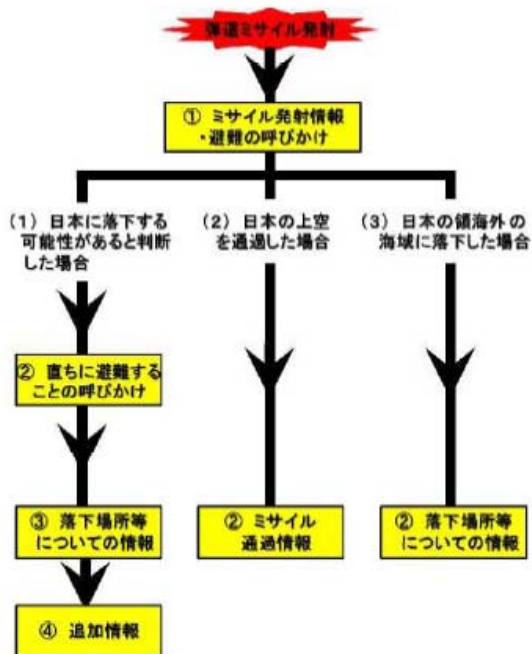 弾道ミサイル発射
① ミサイル発射情報
・避難の呼びかけ
(1) 日本に落下する
可能性があると判断
した場合
(2) 日本の上空
を通過した場合
(3) 日本の領海外の
海域に落下した場合
② 直ちに避難する
ことの呼びかけ
③ 落下場所等
についての情報
② ミサイル
通過情報
② 落下場所等
についての情報
④ 追加情報